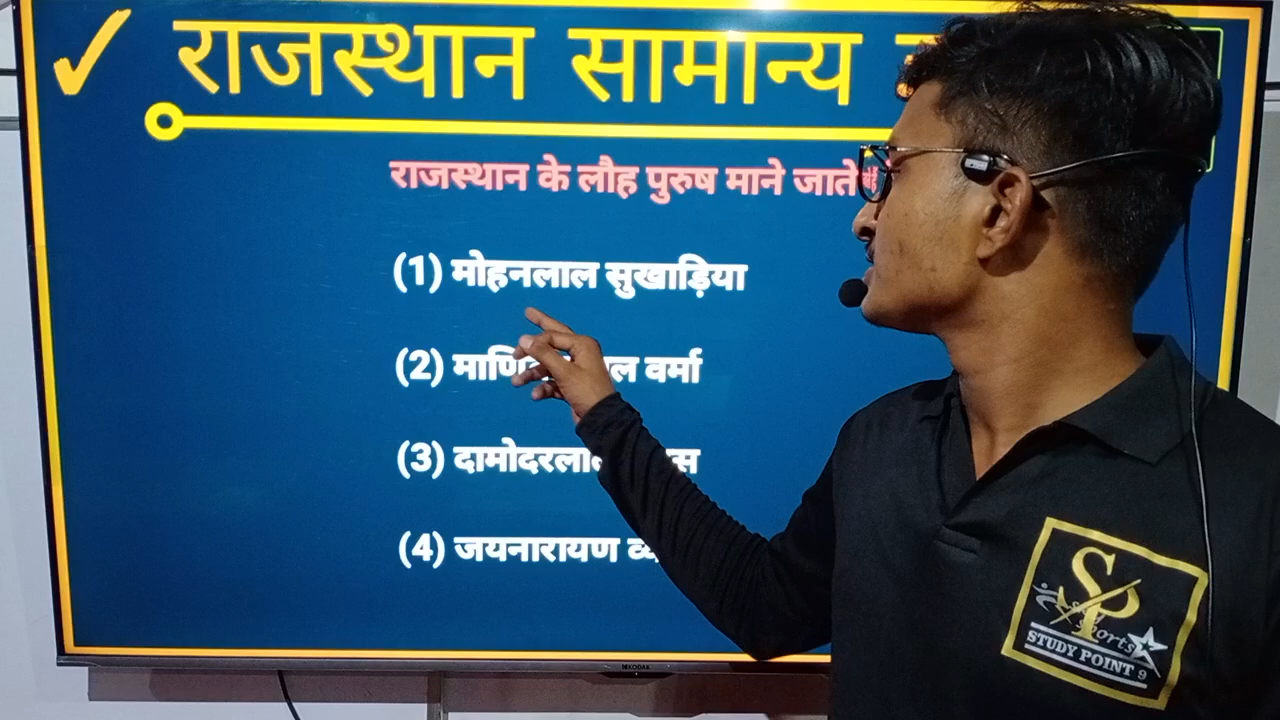 राजस्थान सामान्य
राजस्थान के लौह पुरुष माने जाते
(1) मोहनलाल सुखाड़िया
(2) वर्मा
(3)
(4) जयनारायण
KODAK
SP
Sports
STUDY POINT 9